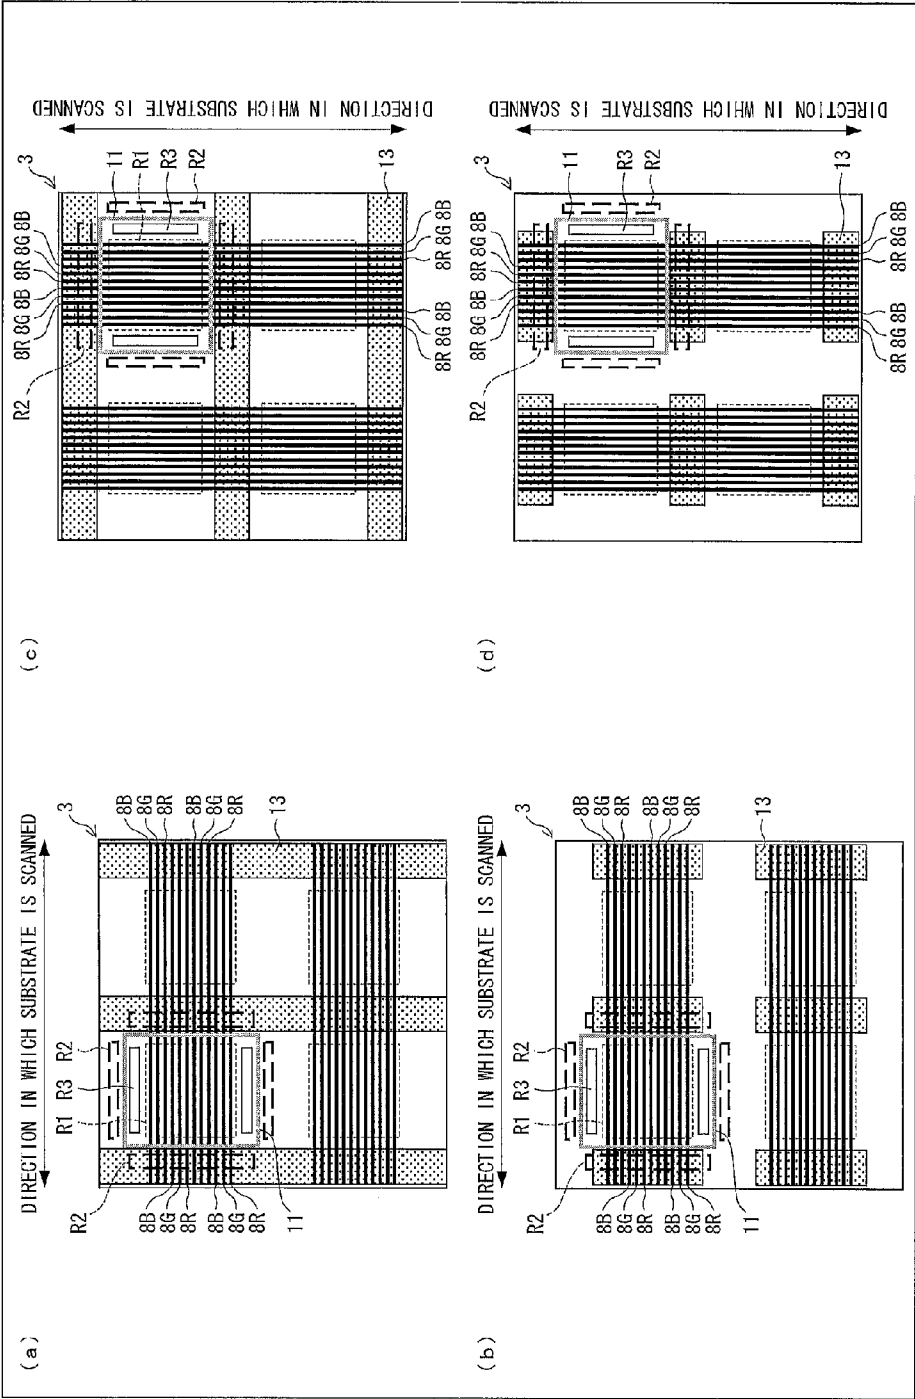 (a)
DIRECTION IN WHICH SUBSTRATE IS SCANNED
3
R1 R3 R2
R2
8B
8G
8R
8B
8G
8R
13
8B
8G
8R
8B
8G
8R
11
(b)
DIRECTION IN WHICH SUBSTRATE IS SCANNED
3
R1 R3 R2
R2
8B
8G
8R
8B
8G
8R
13
8B
8G
8R
8B
8G
8R
11
(c)
DIRECTION IN WHICH SUBSTRATE IS SCANNED
3
8R 8G 8B 8R 8G 8B
11
R1
R3
R2
R2
13
8R 8G 8B
8R 8G 8B
(d)
DIRECTION IN WHICH SUBSTRATE IS SCANNED
3
8R 8G 8B 8R 8G 8B
11
R3
R2
R2
13
8R 8G 8B
8R 8G 8B